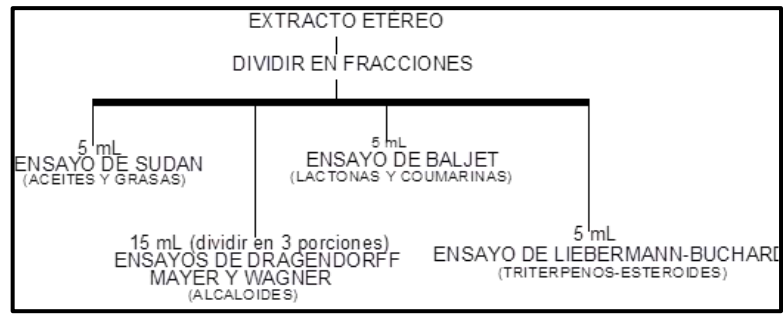 EXTRACTO ETÉREO
DIVIDIR EN FRACCIONES
5 mL
ENSAYO DE SUDAN
(ACEITES Y GRASAS)
5 mL
ENSAYO DE BALJET
(LACTONAS Y COUMARINAS)
15 mL (dividir en 3 porciones)
ENSAYOS DE DRAGENDORFF
MAYER Y WAGNER
(ALCALOIDES)
5 mL
ENSAYO DE LIEBERMANN-BUCHARD
(TRITERPENOS-ESTEROIDES)